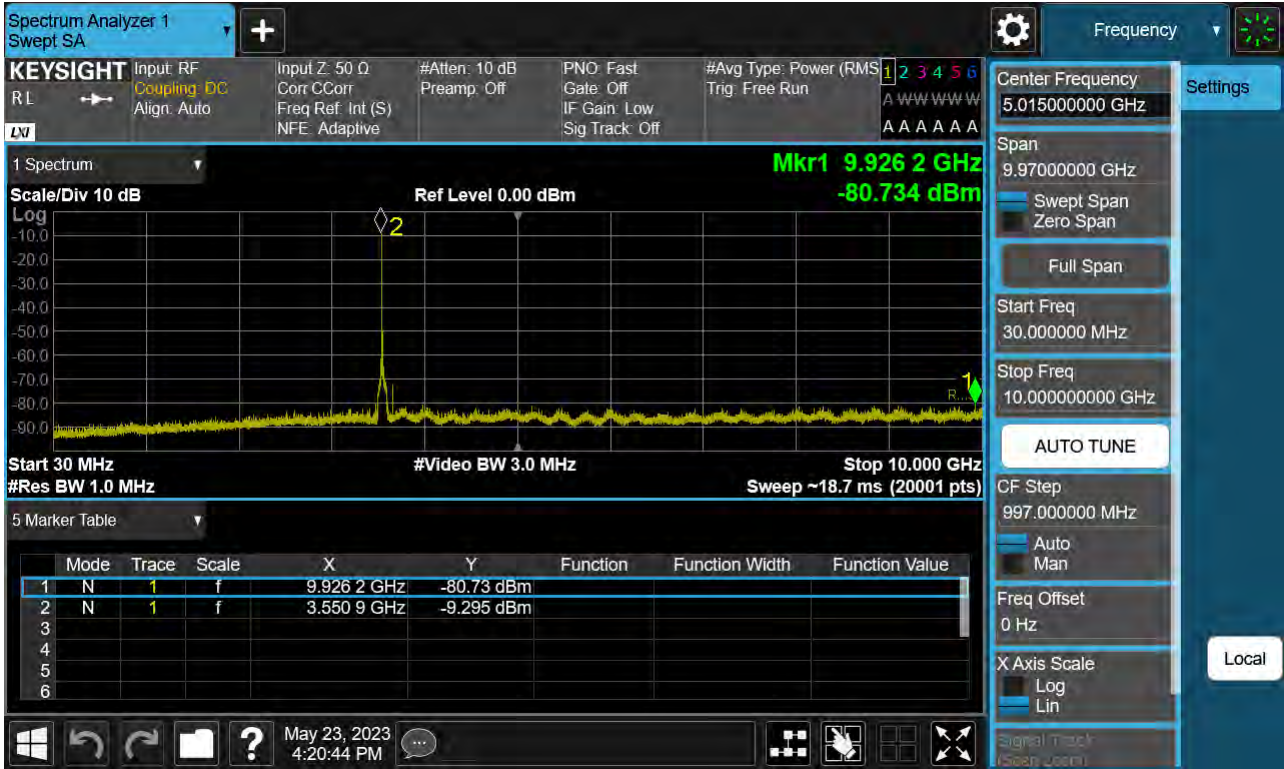 Spectrum Analyzer 1
Swept SA
Frequency
KEYSIGHT
RL
LXI
Input: RF
Coupling: DC
Align: Auto
Input Z: 50 Ω
Corr CCorr
Freq Ref: Int (S)
NFE: Adaptive
#Atten: 10 dB
Preamp: Off
PNO: Fast
Gate: Off
IF Gain: Low
Sig Track: Off
#Avg Type: Power (RMS
Trig: Free Run
1 2 3 4 5 6
A W W W W W
A A A A A A
1 Spectrum
Mkr1 9.926 2 GHz
Scale/Div 10 dB
Ref Level 0.00 dBm
-80.734 dBm
Log
2
-10.0
-20.0
-30.0
-40.0
-50.0
-60.0
-70.0
1
R...
-80.0
-90.0
Start 30 MHz
#Video BW 3.0 MHz
Stop 10.000 GHz
#Res BW 1.0 MHz
Sweep ~18.7 ms (20001 pts)
5 Marker Table
Mode Trace Scale X Y Function Function Width Function Value
1 N 1 f 9.926 2 GHz -80.73 dBm
2 N 1 f 3.550 9 GHz -9.295 dBm
3
4
5
6
May 23, 2023
4:20:44 PM
Center Frequency
5.015000000 GHz
Span
9.97000000 GHz
Swept Span
Zero Span
Full Span
Start Freq
30.000000 MHz
Stop Freq
10.000000000 GHz
AUTO TUNE
CF Step
997.000000 MHz
Auto
Man
Freq Offset
0 Hz
X Axis Scale
Log
Lin
Signal Track
(Span Zoom)
Settings
Local